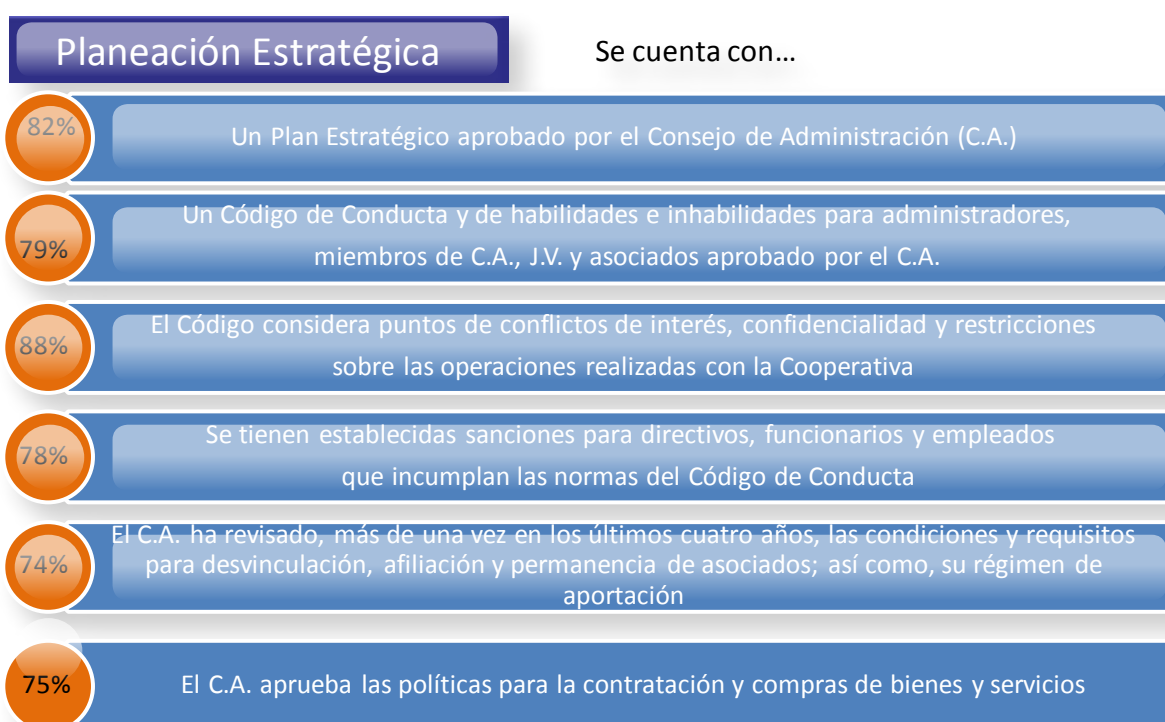 Planeación Estratégica
Se cuenta con…
82%
Un Plan Estratégico aprobado por el Consejo de Administración (C.A.)
79%
Un Código de Conducta y de habilidades e inhabilidades para administradores,
miembros de C.A., J.V. y asociados aprobado por el C.A.
88%
El Código considera puntos de conflictos de interés, confidencialidad y restricciones
sobre las operaciones realizadas con la Cooperativa
78%
Se tienen establecidas sanciones para directivos, funcionarios y empleados
que incumplan las normas del Código de Conducta
74%
El C.A. ha revisado, más de una vez en los últimos cuatro años, las condiciones y requisitos
para desvinculación, afiliación y permanencia de asociados; así como, su régimen de
aportación
75%
El C.A. aprueba las políticas para la contratación y compras de bienes y servicios